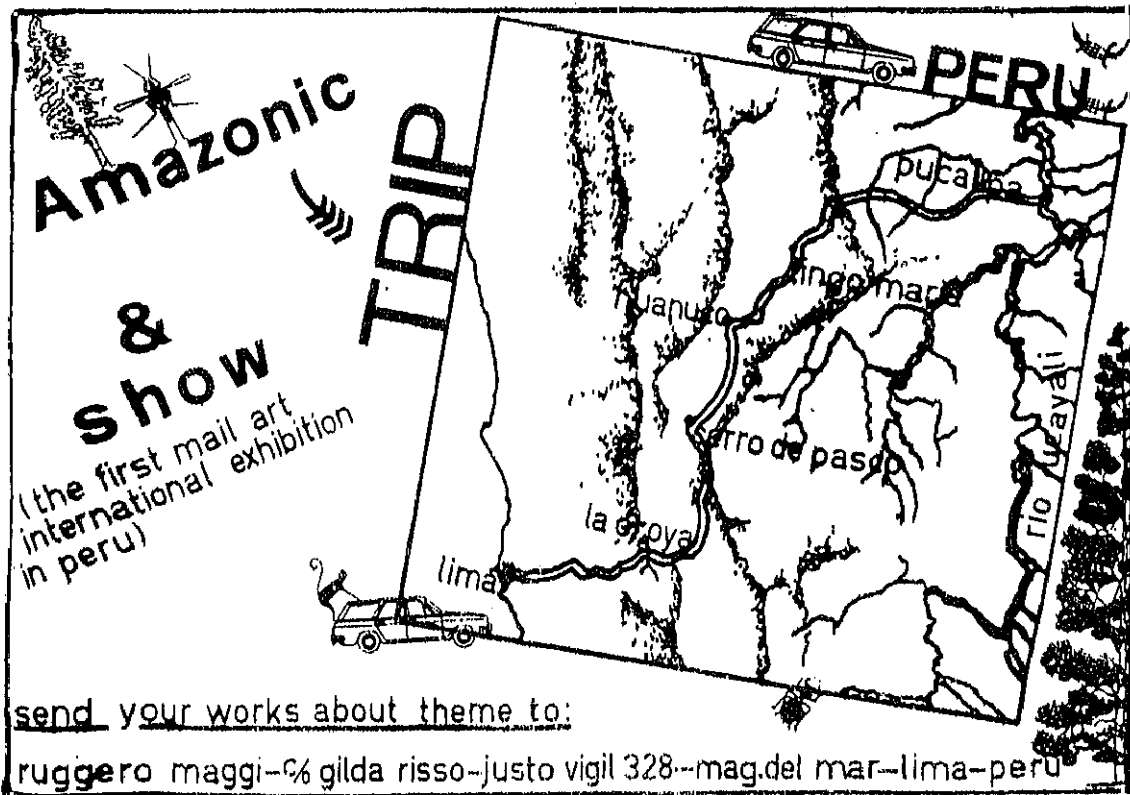 Amazonic
TRIP
PERU
&
show
(the first mail art
international exhibition
in peru)
pucallpa
tingo maria
huanuco
cerro de pasco
la oroya
lima
rio ucayali
send your works about theme to:
ruggero maggi-c/o gilda risso-justo vigil 328--mag.del mar-lima-peru